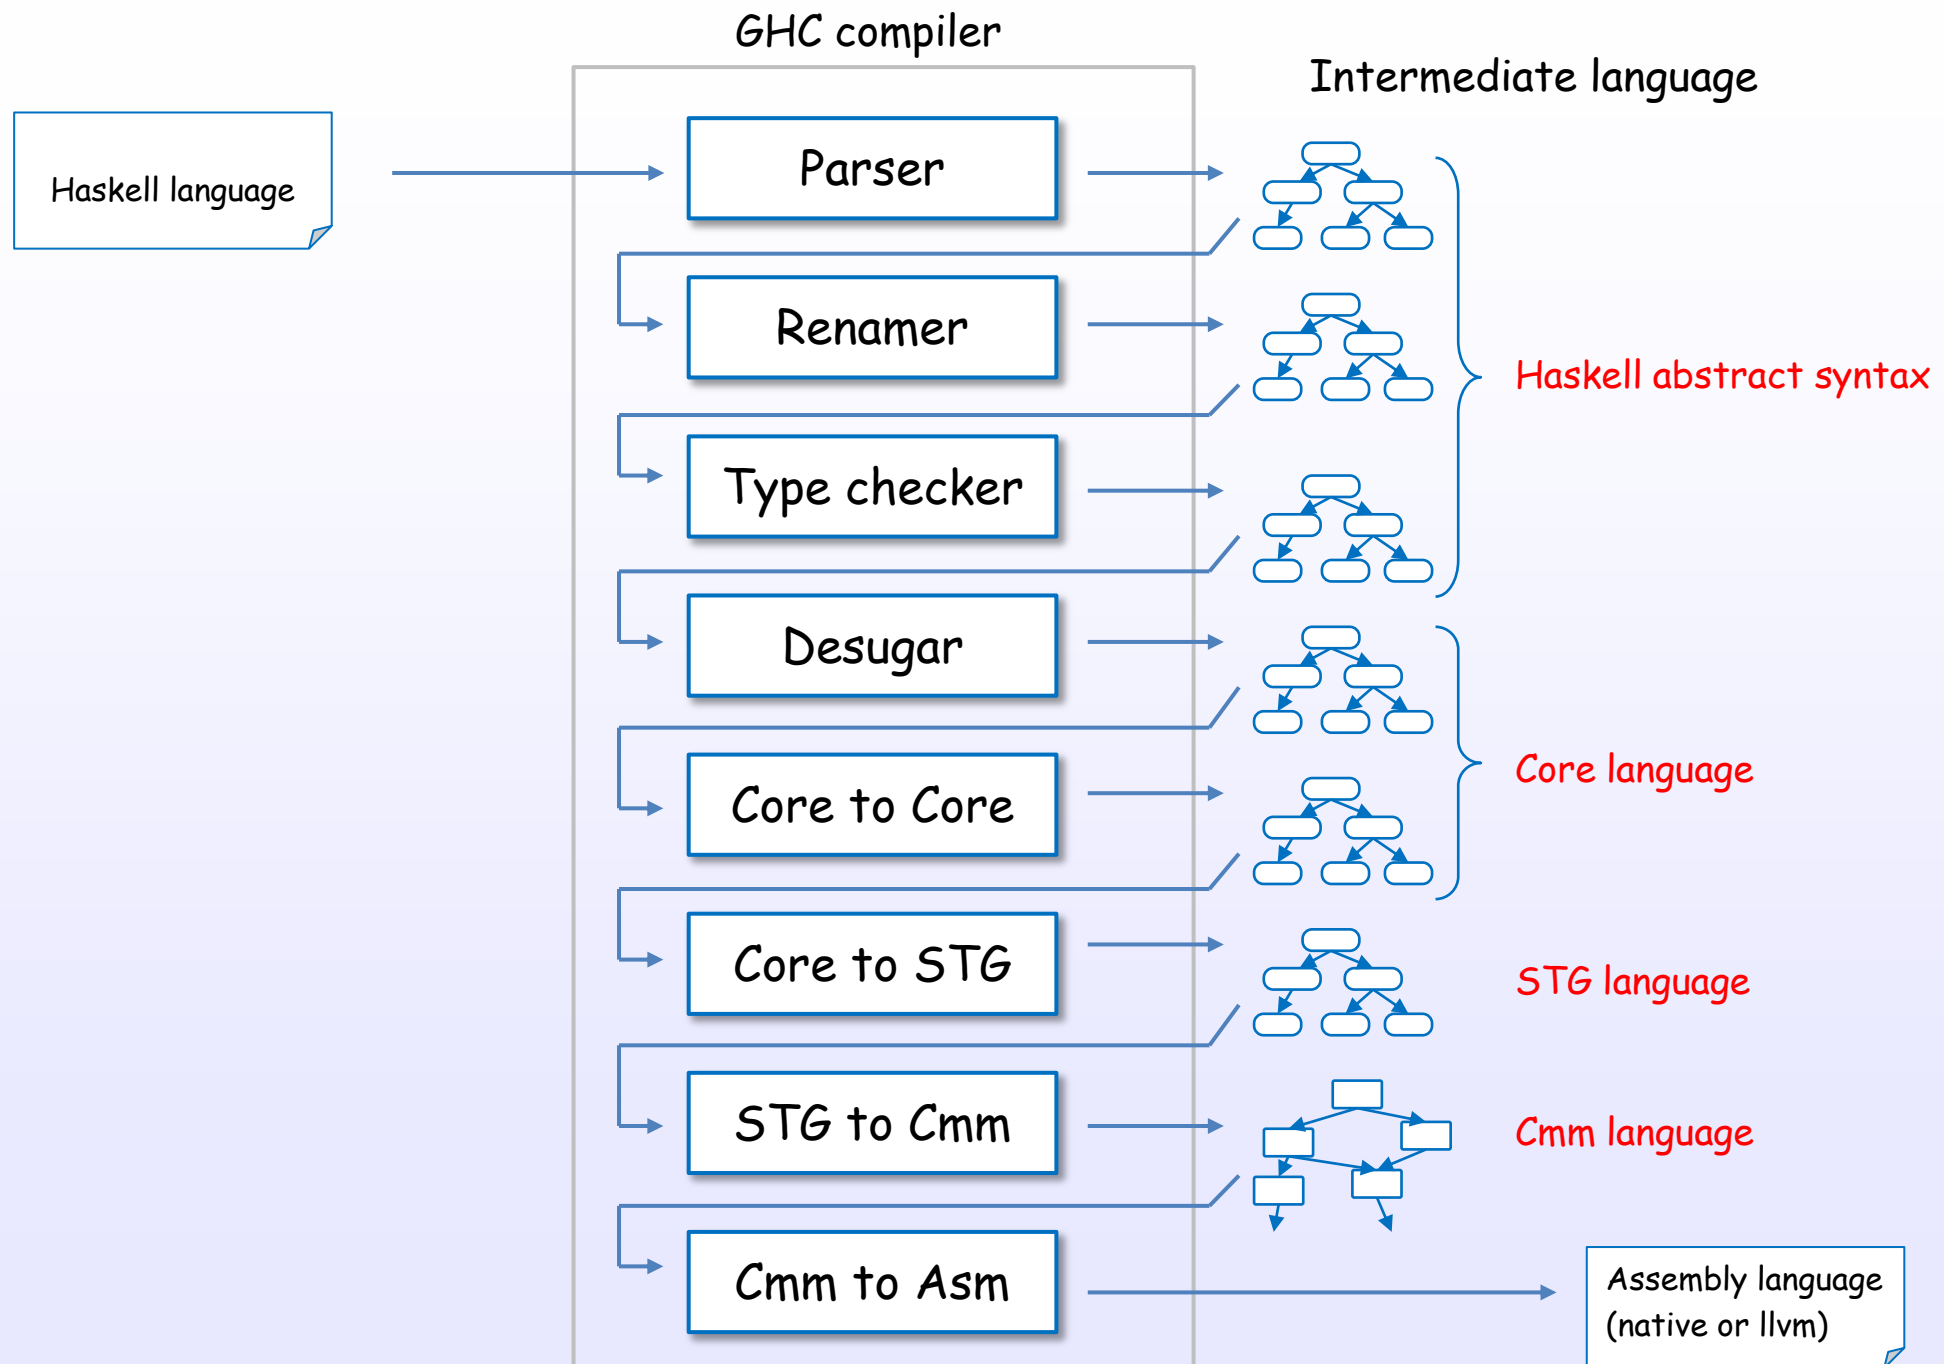 GHC compiler
Intermediate language
Haskell language
Parser
Renamer
Haskell abstract syntax
Type checker
Desugar
Core to Core
Core language
Core to STG
STG language
STG to Cmm
Cmm language
Cmm to Asm
Assembly language
(native or llvm)